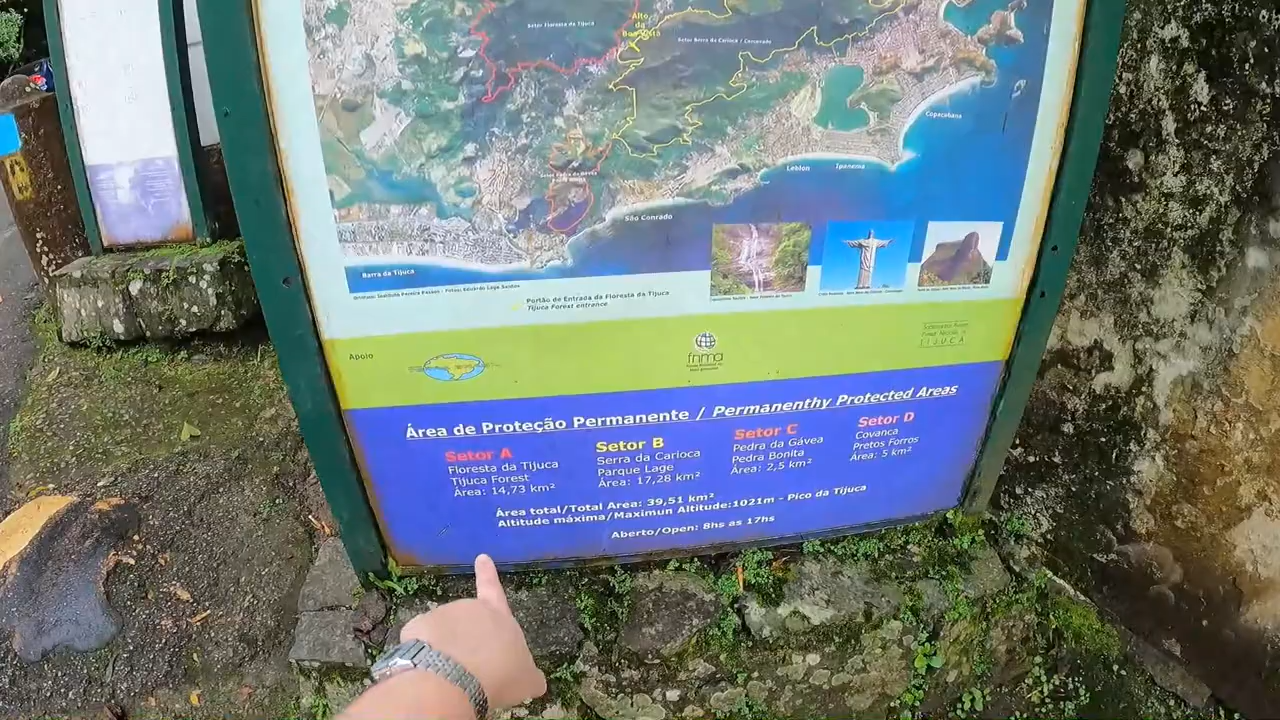 Setor Floresta da Tijuca
Alto
da
Boa Vista
Setor Serra da Carioca / Corcovado
Copacabana
Leblon
Ipanema
São Conrado
Barra da Tijuca
Portão de Entrada da Floresta da Tijuca
Tijuca Forest entrance
Apoio
fnma
TIJUCA
Área de Proteção Permanente / Permanenthy Protected Areas
Setor A
Floresta da Tijuca
Tijuca Forest
Área: 14,73 km²
Setor B
Serra da Carioca
Parque Lage
Área: 17,28 km²
Setor C
Pedra da Gávea
Pedra Bonita
Área: 2,5 km²
Setor D
Covanca
Pretos Forros
Área: 5 km²
Área total/Total Area: 39,51 km²
Altitude máxima/Maximun Altitude:1021m - Pico da Tijuca
Aberto/Open: 8hs as 17hs